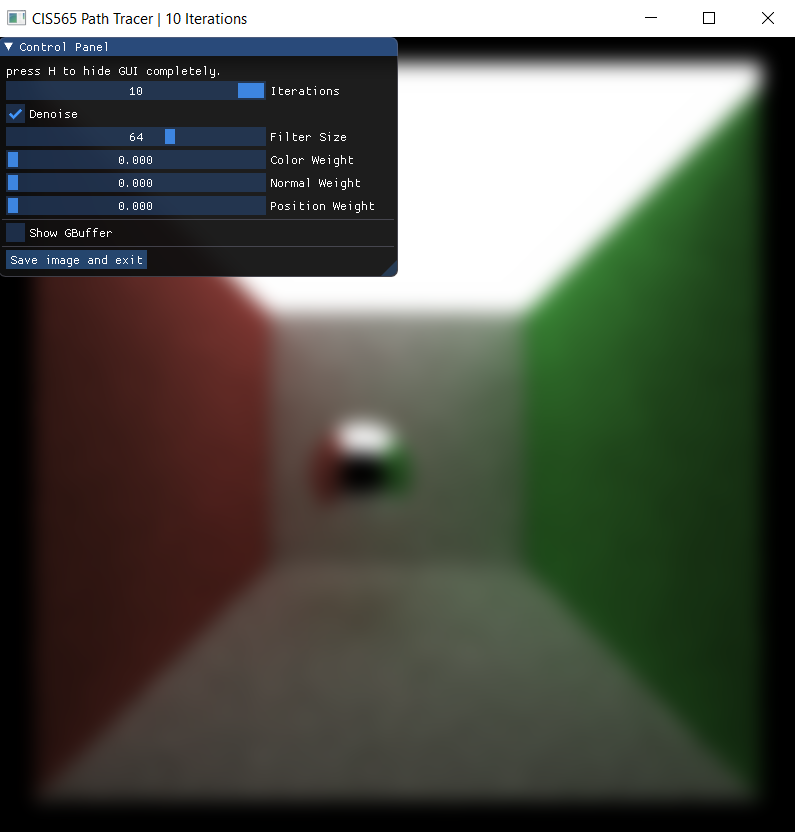 CIS565 Path Tracer | 10 Iterations
Control Panel
press H to hide GUI completely.
10 Iterations
Denoise
64 Filter Size
0.000 Color Weight
0.000 Normal Weight
0.000 Position Weight
Show GBuffer
Save image and exit